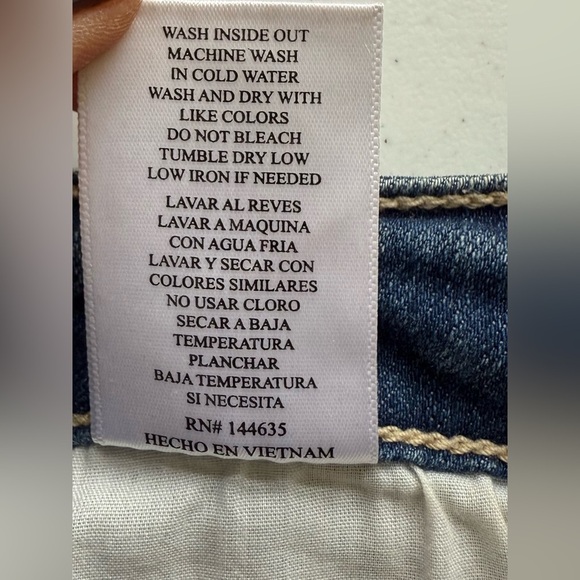 WASH INSIDE OUT
MACHINE WASH
IN COLD WATER
WASH AND DRY WITH
LIKE COLORS
DO NOT BLEACH
TUMBLE DRY LOW
LOW IRON IF NEEDED
LAVAR AL REVES
LAVAR A MAQUINA
CON AGUA FRIA
LAVAR Y SECAR CON
COLORES SIMILARES
NO USAR CLORO
SECAR A BAJA
TEMPERATURA
PLANCHAR
BAJA TEMPERATURA
SI NECESITA
RN# 144635
HECHO EN VIETNAM